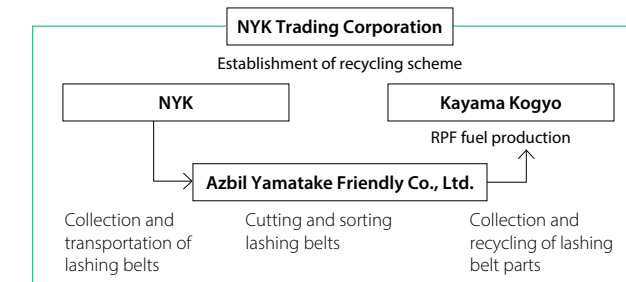 NYK Trading Corporation
Establishment of recycling scheme
NYK
Kayama Kogyo
RPF fuel production
Azbil Yamatake Friendly Co., Ltd.
Collection and
transportation of
lashing belts
Cutting and sorting
lashing belts
Collection and
recycling of lashing
belt parts